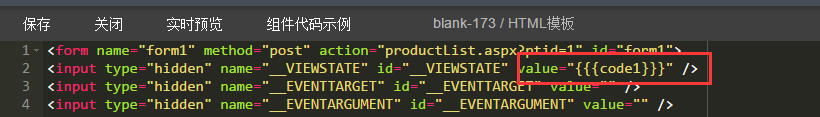 保存 关闭 实时预览 组件代码示例 blank-173 / HTML模板
1 <form name="form1" method="post" action="productList.aspx?ptid=1" id="form1">
2 <input type="hidden" name="__VIEWSTATE" id="__VIEWSTATE" value="{{{code1}}}" />
3 <input type="hidden" name="__EVENTTARGET" id="__EVENTTARGET" value="" />
4 <input type="hidden" name="__EVENTARGUMENT" id="__EVENTARGUMENT" value="" />